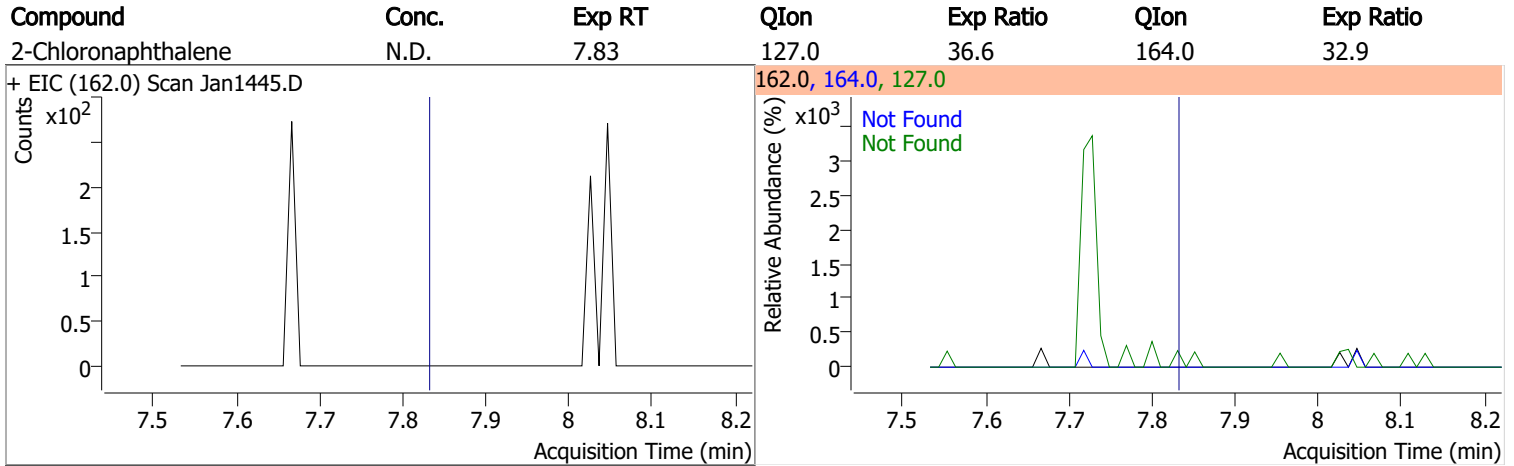 Compound Conc. Exp RT QIon Exp Ratio QIon Exp Ratio
2-Chloronaphthalene N.D. 7.83 127.0 36.6 164.0 32.9
+ EIC (162.0) Scan Jan1445.D
Counts
x10²
2
1.5
1
0.5
0
7.5 7.6 7.7 7.8 7.9 8 8.1 8.2
Acquisition Time (min)
162.0, 164.0, 127.0
Relative Abundance (%)
x10³
Not Found
Not Found
3
2.5
2
1.5
1
0.5
0
7.5 7.6 7.7 7.8 7.9 8 8.1 8.2
Acquisition Time (min)